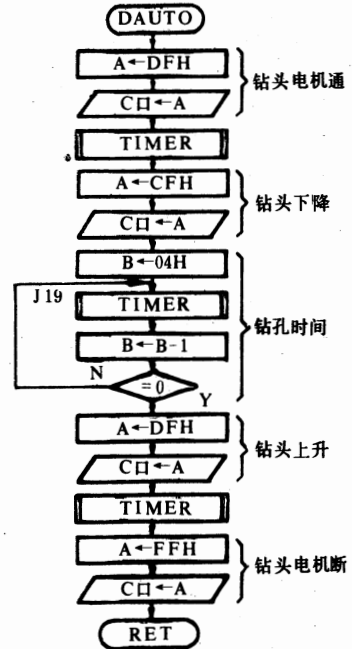 DAUTO
A←DFH
C口←A
钻头电机通
TIMER
A←CFH
C口←A
钻头下降
B←04H
J19
TIMER
钻孔时间
B←B-1
N
=0
Y
A←DFH
C口←A
钻头上升
TIMER
A←FFH
C口←A
钻头电机断
RET